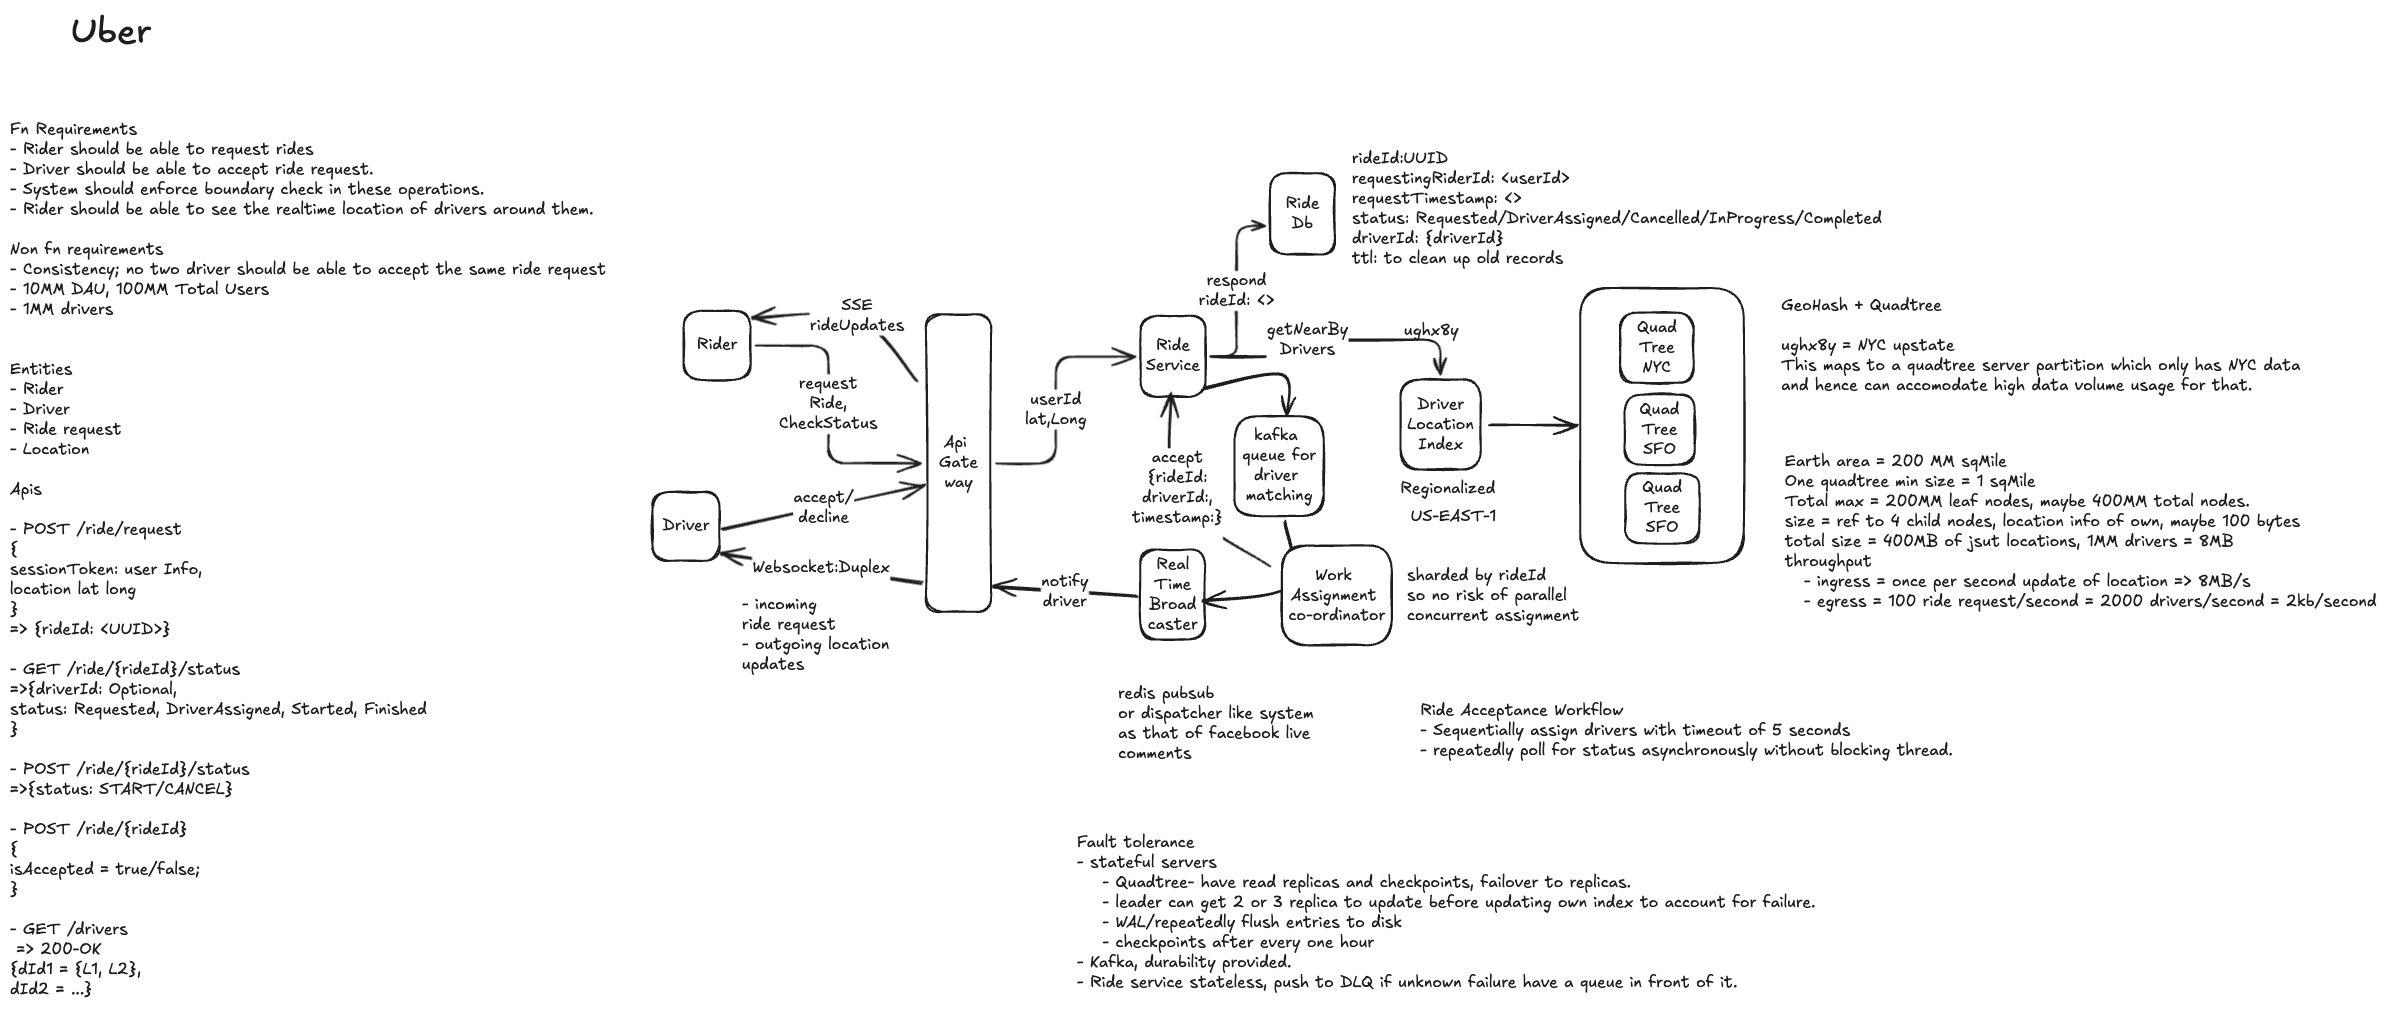 Uber
Fn Requirements
- Rider should be able to request rides
- Driver should be able to accept ride request.
- System should enforce boundary check in these operations.
- Rider should be able to see the realtime location of drivers around them.
Non fn requirements
- Consistency; no two driver should be able to accept the same ride request
- 10MM DAU, 100MM Total Users
- 1MM drivers
Entities
- Rider
- Driver
- Ride request
- Location
Apis
- POST /ride/request
{
sessionToken: user Info,
location lat long
}
=> {rideId: <UUID>}
- GET /ride/{rideId}/status
=>{driverId: Optional,
status: Requested, DriverAssigned, Started, Finished
}
- POST /ride/{rideId}/status
=>{status: START/CANCEL}
- POST /ride/{rideId}
{
isAccepted = true/false;
}
- GET /drivers
=> 200-OK
{dId1 = {L1, L2},
dId2 = ...}
Rider
SSE
rideUpdates
request
Ride,
CheckStatus
Driver
accept/
decline
Websocket:Duplex
- incoming
ride request
- outgoing location
updates
Api
Gate
way
userId
lat,Long
Ride
Service
respond
rideId: <>
Ride
Db
rideId:UUID
requestingRiderId: <userId>
requestTimestamp: <>
status: Requested/DriverAssigned/Cancelled/InProgress/Completed
driverId: {driverId}
ttl: to clean up old records
getNearBy
Drivers
ughx8y
Driver
Location
Index
Regionalized
US-EAST-1
kafka
queue for
driver
matching
accept
{rideId:
driverId:,
timestamp:}
Real
Time
Broad
caster
notify
driver
Work
Assignment
co-ordinator
sharded by rideId
so no risk of parallel
concurrent assignment
Quad
Tree
NYC
Quad
Tree
SFO
Quad
Tree
SFO
GeoHash + Quadtree
ughx8y = NYC upstate
This maps to a quadtree server partition which only has NYC data
and hence can accomodate high data volume usage for that.
Earth area = 200 MM sqMile
One quadtree min size = 1 sqMile
Total max = 200MM leaf nodes, maybe 400MM total nodes.
size = ref to 4 child nodes, location info of own, maybe 100 bytes
total size = 400MB of jsut locations, 1MM drivers = 8MB
throughput
- ingress = once per second update of location => 8MB/s
- egress = 100 ride request/second = 2000 drivers/second = 2kb/second
redis pubsub
or dispatcher like system
as that of facebook live
comments
Ride Acceptance Workflow
- Sequentially assign drivers with timeout of 5 seconds
- repeatedly poll for status asynchronously without blocking thread.
Fault tolerance
- stateful servers
- Quadtree- have read replicas and checkpoints, failover to replicas.
- leader can get 2 or 3 replica to update before updating own index to account for failure.
- WAL/repeatedly flush entries to disk
- checkpoints after every one hour
- Kafka, durability provided.
- Ride service stateless, push to DLQ if unknown failure have a queue in front of it.